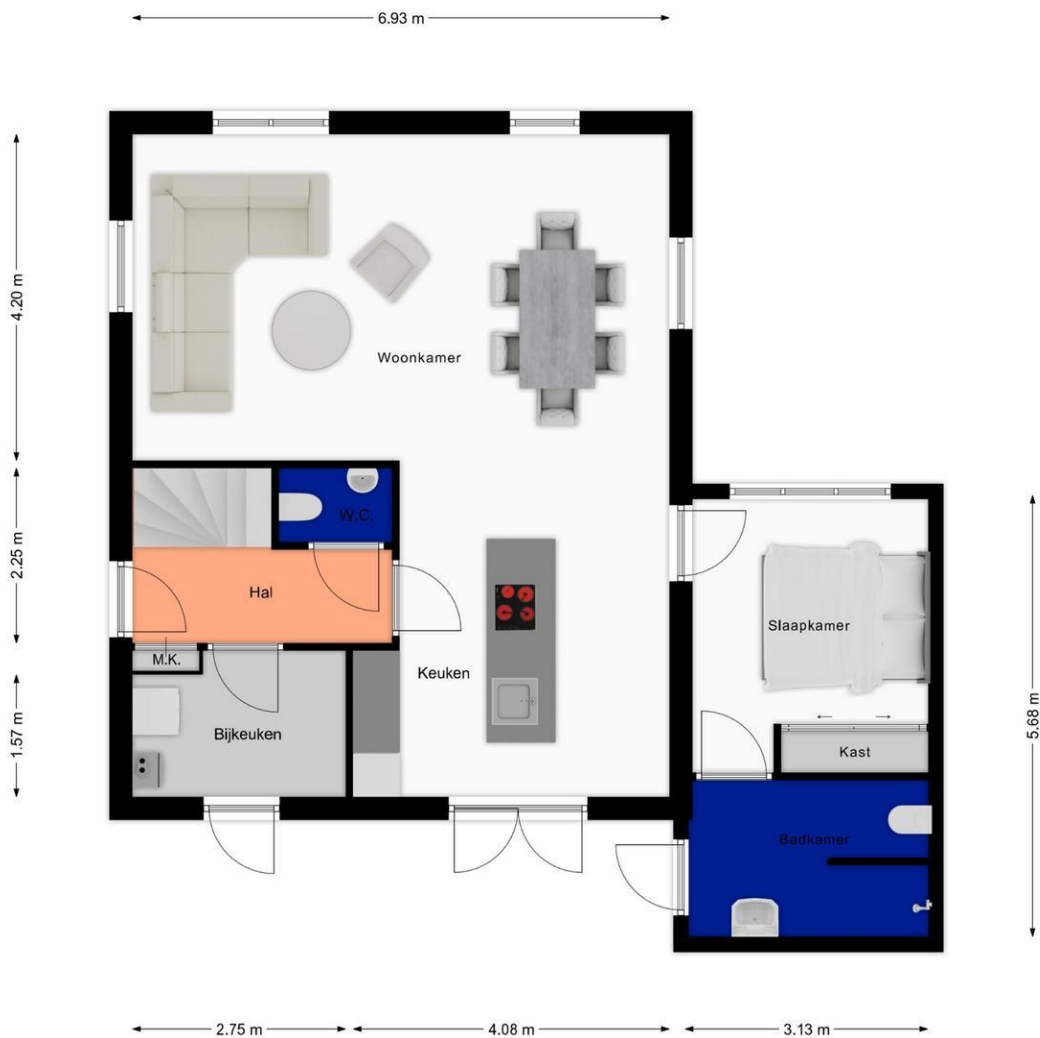 6.93 m
4.20 m
Woonkamer
2.25 m
W.C.
Hal
Slaapkamer
M.K.
Keuken
1.57 m
Bijkeuken
5.68 m
Kast
Badkamer
2.75 m
4.08 m
3.13 m